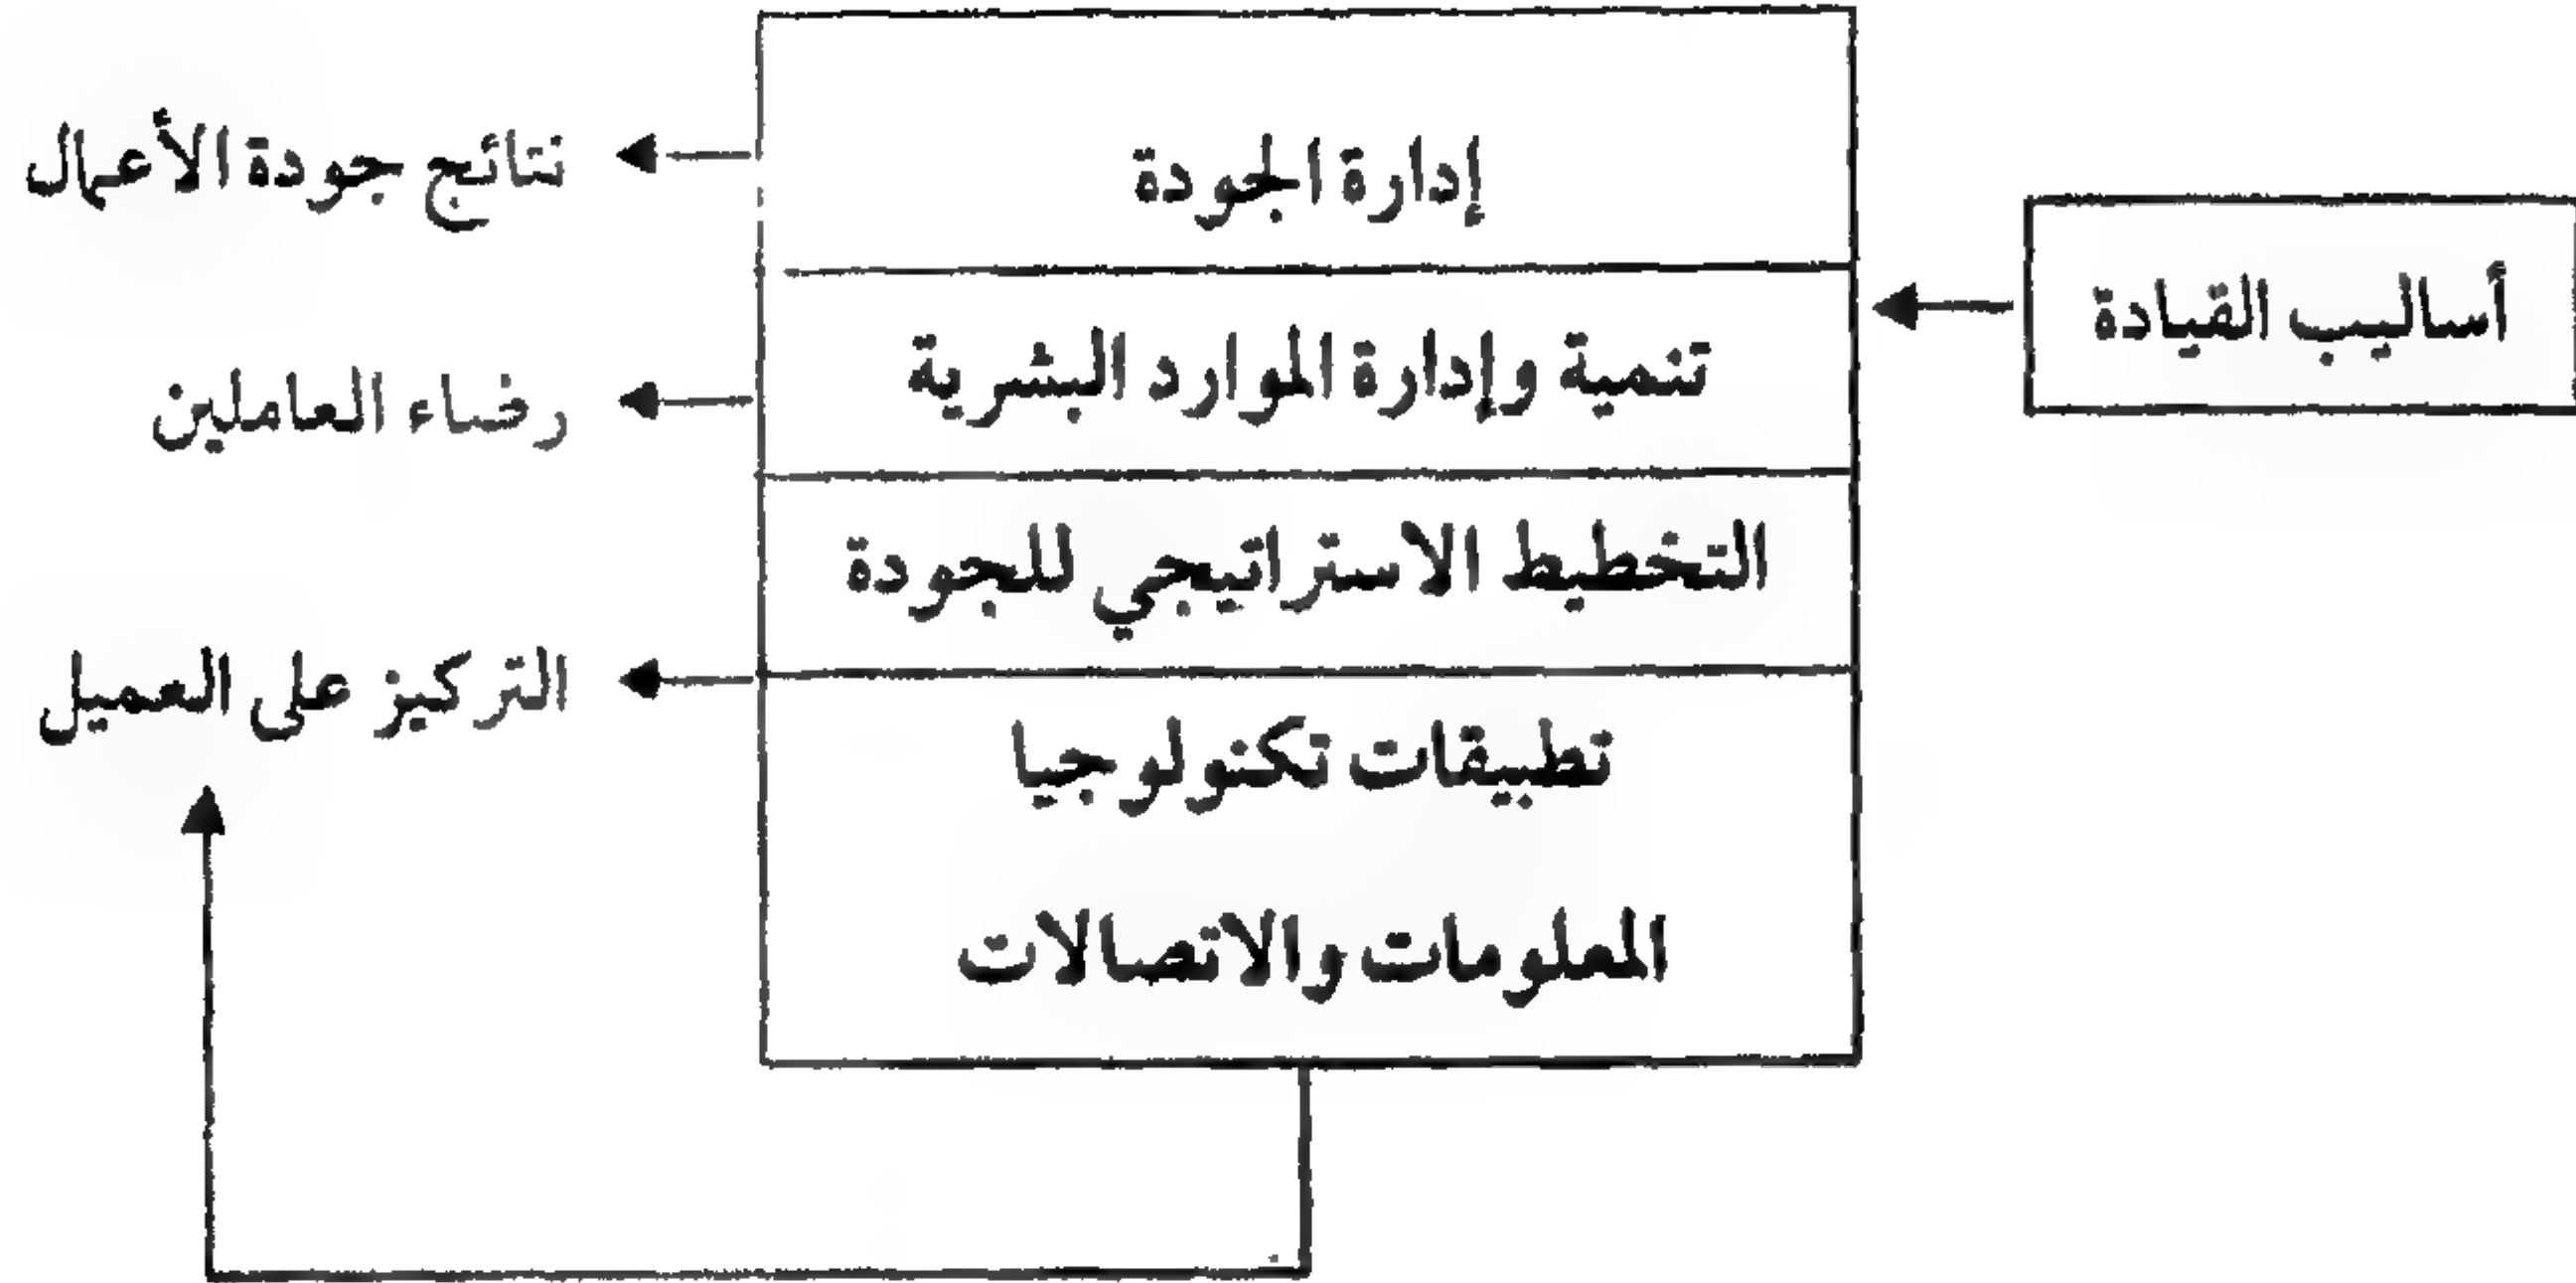 أساليب القيادة
إدارة الجودة
تنمية وإدارة الموارد البشرية
التخطيط الاستراتيجي للجودة
تطبيقات تكنولوجيا
المعلومات والاتصالات
نتائج جودة الأعمال
رضاء العاملين
التركيز على العميل